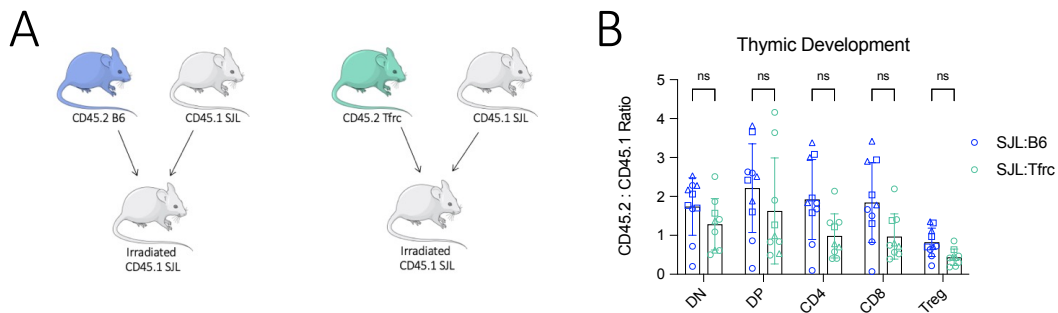 A
CD45.2 B6
CD45.1 SJL
Irradiated
CD45.1 SJL
CD45.2 Tfrc
CD45.1 SJL
Irradiated
CD45.1 SJL
B
Thymic Development
ns ns ns ns ns
CD45.2 : CD45.1 Ratio
5
4
3
2
1
0
DN DP CD4 CD8 Treg
SJL:B6
SJL:Tfrc